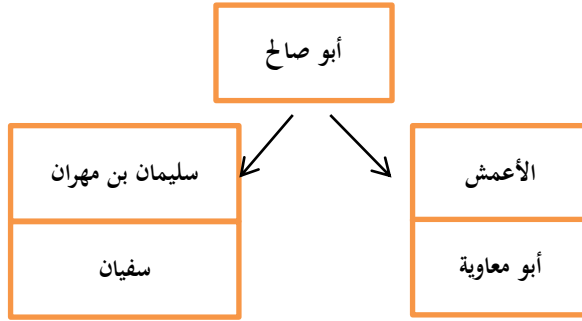 أبو صالح
الأعمش
سليمان بن مهران
أبو معاوية
سفيان